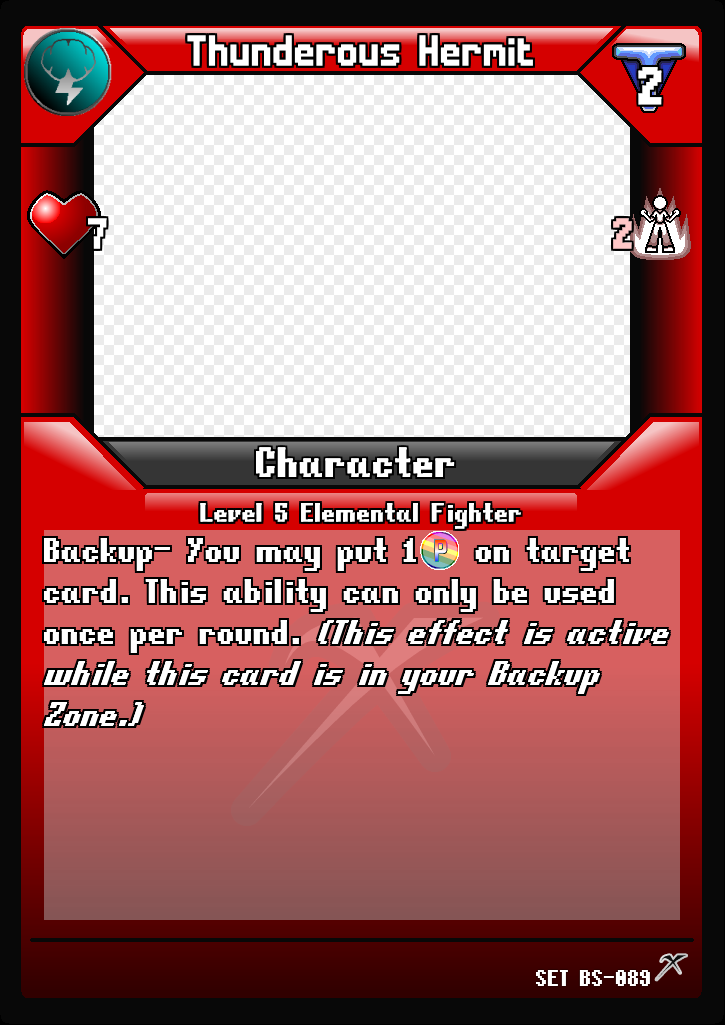 Thunderous Hermit
2
7
2
Character
Level 5 Elemental Fighter
Backup- You may put 1 P on target
card. This ability can only be used
once per round. (This effect is active
while this card is in your Backup
Zone.)
SET BS-089